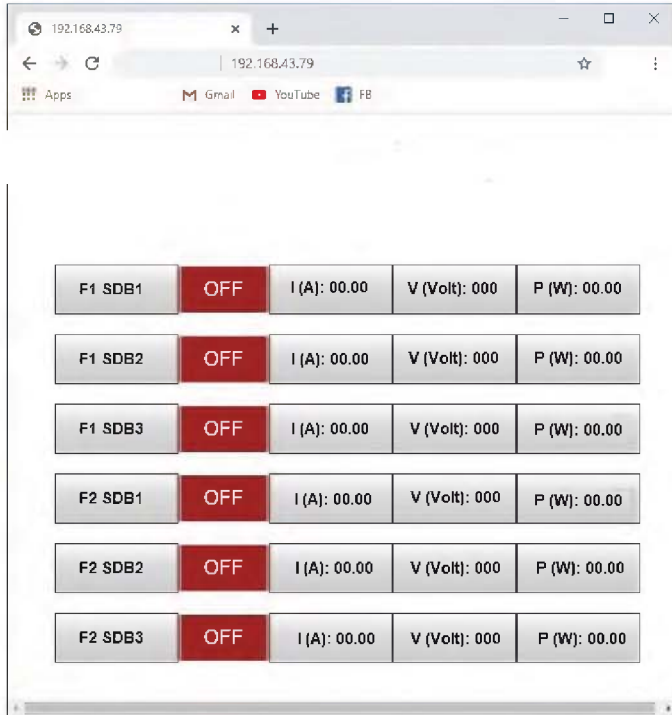 192.168.43.79
192.168.43.79
Apps Gmail YouTube FB
F1 SDB1 OFF I (A): 00.00 V (Volt): 000 P (W): 00.00
F1 SDB2 OFF I (A): 00.00 V (Volt): 000 P (W): 00.00
F1 SDB3 OFF I (A): 00.00 V (Volt): 000 P (W): 00.00
F2 SDB1 OFF I (A): 00.00 V (Volt): 000 P (W): 00.00
F2 SDB2 OFF I (A): 00.00 V (Volt): 000 P (W): 00.00
F2 SDB3 OFF I (A): 00.00 V (Volt): 000 P (W): 00.00